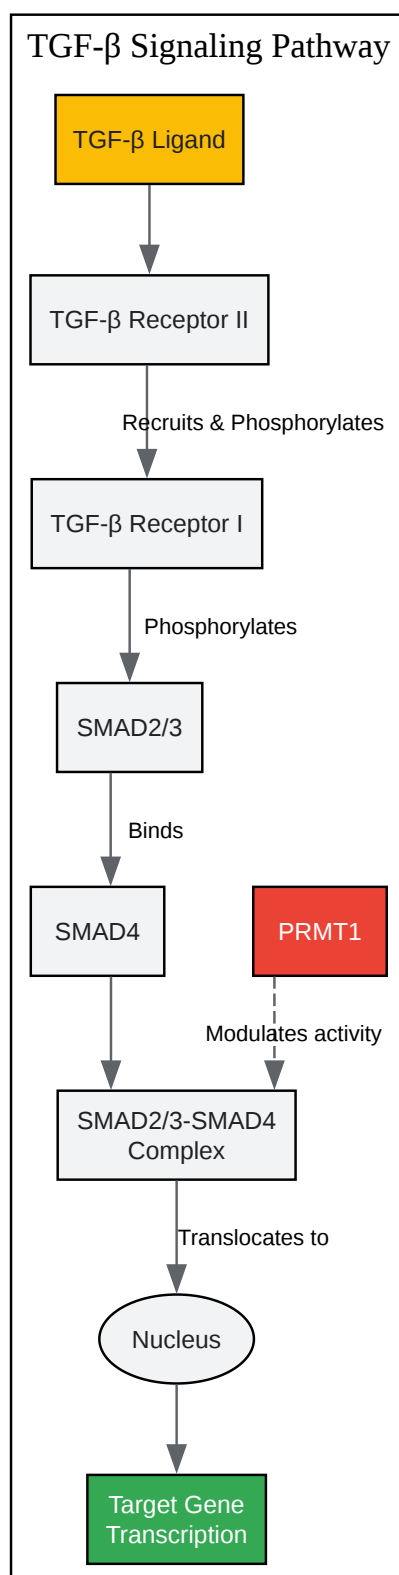 TGF-β Signaling Pathway
TGF-β Ligand
TGF-β Receptor II
Recruits & Phosphorylates
TGF-β Receptor I
Phosphorylates
SMAD2/3
Binds
SMAD4
PRMT1
Modulates activity
SMAD2/3-SMAD4
Complex
Translocates to
Nucleus
Target Gene
Transcription